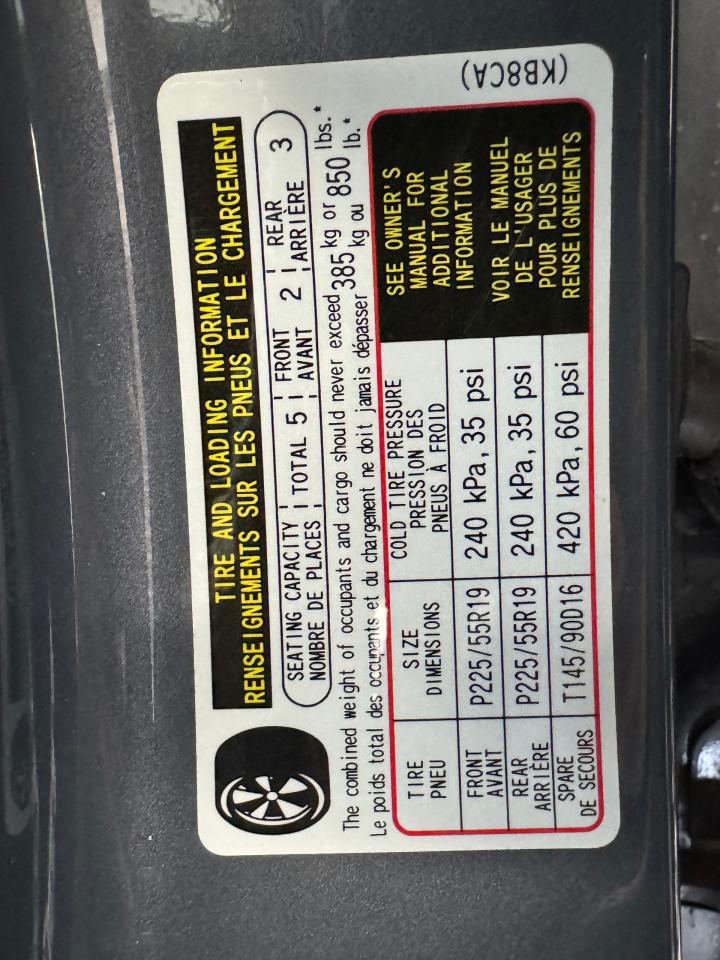 TIRE AND LOADING INFORMATION
RENSEIGNEMENTS SUR LES PNEUS ET LE CHARGEMENT
SEATING CAPACITY TOTAL 5 FRONT 2 REAR 3
NOMBRE DE PLACES AVANT ARRIÈRE
The combined weight of occupants and cargo should never exceed 385 kg or 850 lbs.*
Le poids total des occupants et du chargement ne doit jamais dépasser kg ou lb.*
TIRE SIZE COLD TIRE PRESSURE
PNEU DIMENSIONS PRESSION DES
PNEUS À FROID
FRONT P225/55R19 240 kPa, 35 psi
AVANT
REAR P225/55R19 240 kPa, 35 psi
ARRIÈRE
SPARE T145/90D16 420 kPa, 60 psi
DE SECOURS
SEE OWNER'S
MANUAL FOR
ADDITIONAL
INFORMATION
VOIR LE MANUEL
DE L'USAGER
POUR PLUS DE
RENSEIGNEMENTS
(KB8CA)